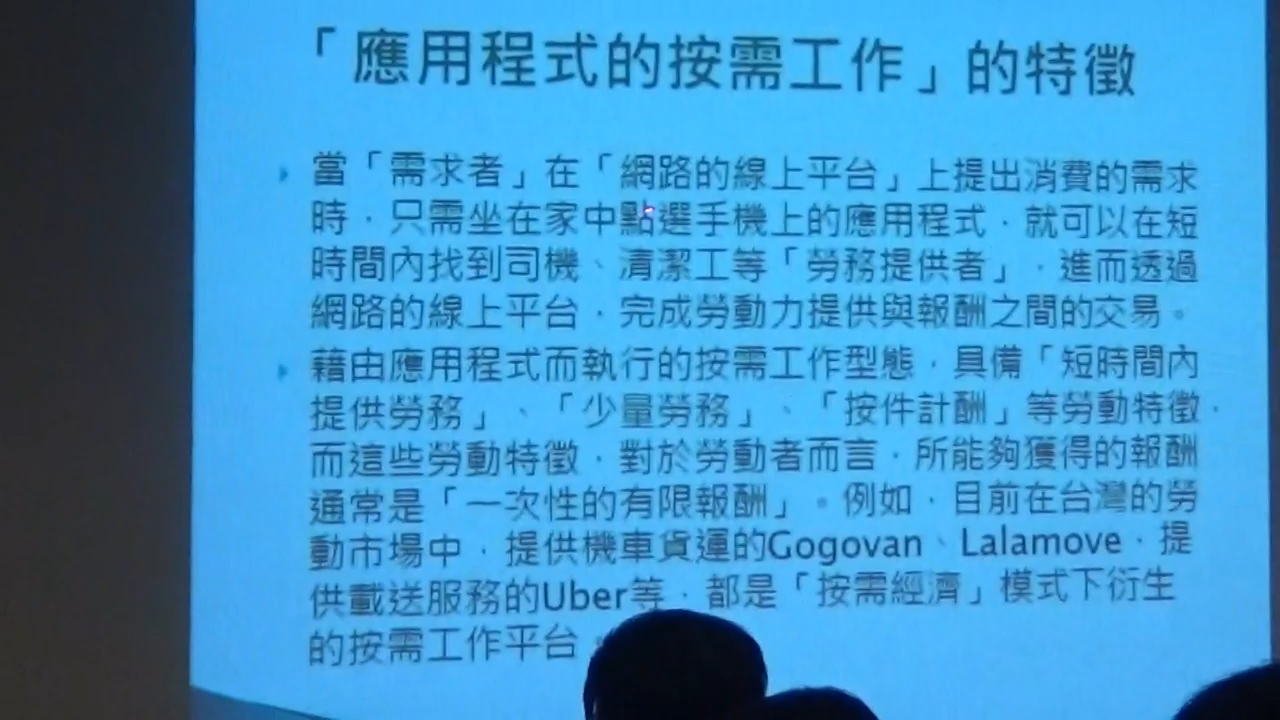 「應用程式的按需工作」的特徵
當「需求者」在「網路的線上平台」上提出消費的需求
時，只需坐在家中點選手機上的應用程式，就可以在短
時間內找到司機、清潔工等「勞務提供者」，進而透過
網路的線上平台，完成勞動力提供與報酬之間的交易。
藉由應用程式而執行的按需工作型態，具備「短時間內
提供勞務」、「少量勞務」、「按件計酬」等勞動特徵，
而這些勞動特徵，對於勞動者而言，所能夠獲得的報酬
通常是「一次性的有限報酬」。例如，目前在台灣的勞
動市場中，提供機車貨運的Gogovan、Lalamove，提
供載送服務的Uber等，都是「按需經濟」模式下衍生
的按需工作平台。